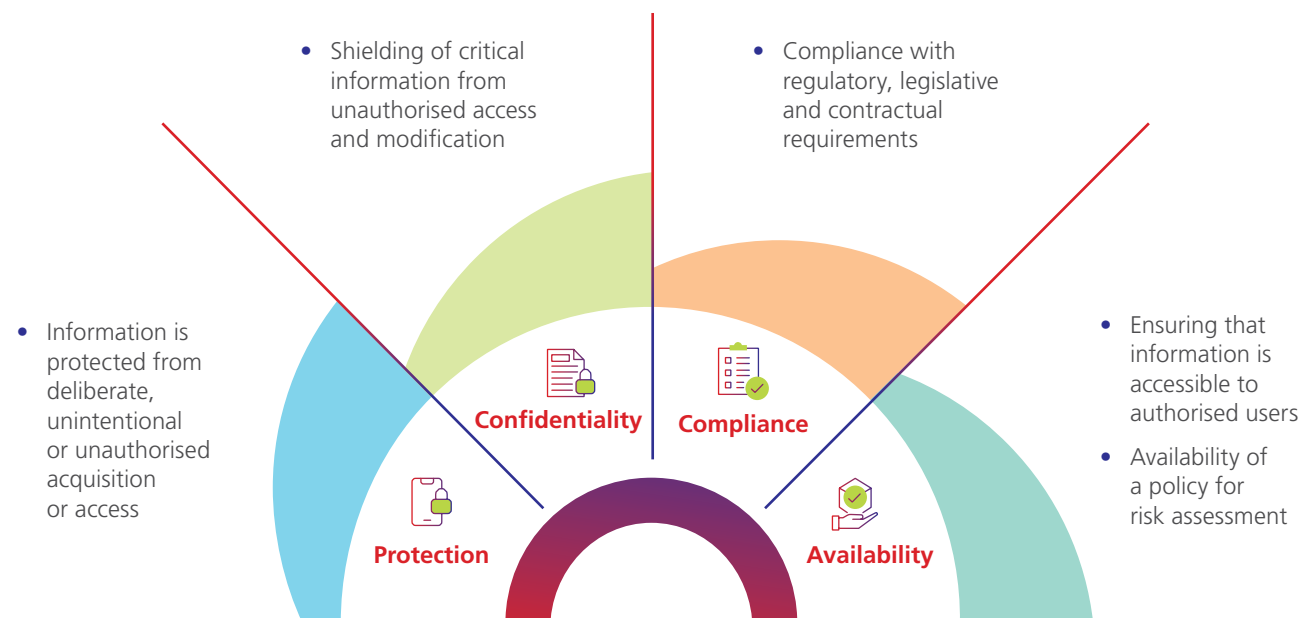 • Information is
protected from
deliberate,
unintentional
or unauthorised
acquisition
or access
Protection
• Shielding of critical
information from
unauthorised access
and modification
Confidentiality
• Compliance with
regulatory, legislative
and contractual
requirements
Compliance
• Ensuring that
information is
accessible to
authorised users
• Availability of
a policy for
risk assessment
Availability